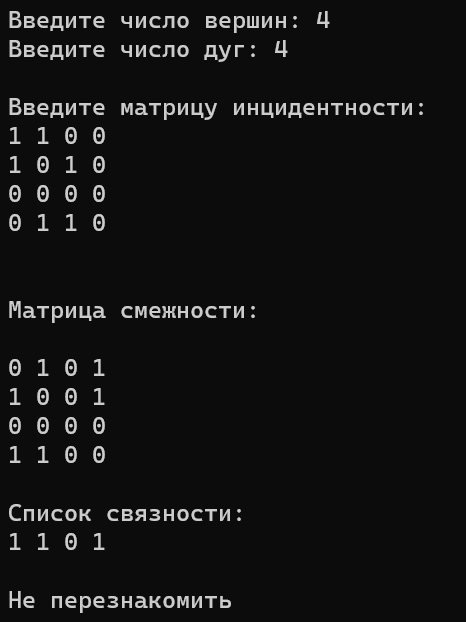 Введите число вершин: 4
Введите число дуг: 4
Введите матрицу инцидентности:
1 1 0 0
1 0 1 0
0 0 0 0
0 1 1 0
Матрица смежности:
0 1 0 1
1 0 0 1
0 0 0 0
1 1 0 0
Список связности:
1 1 0 1
Не перезнакомить